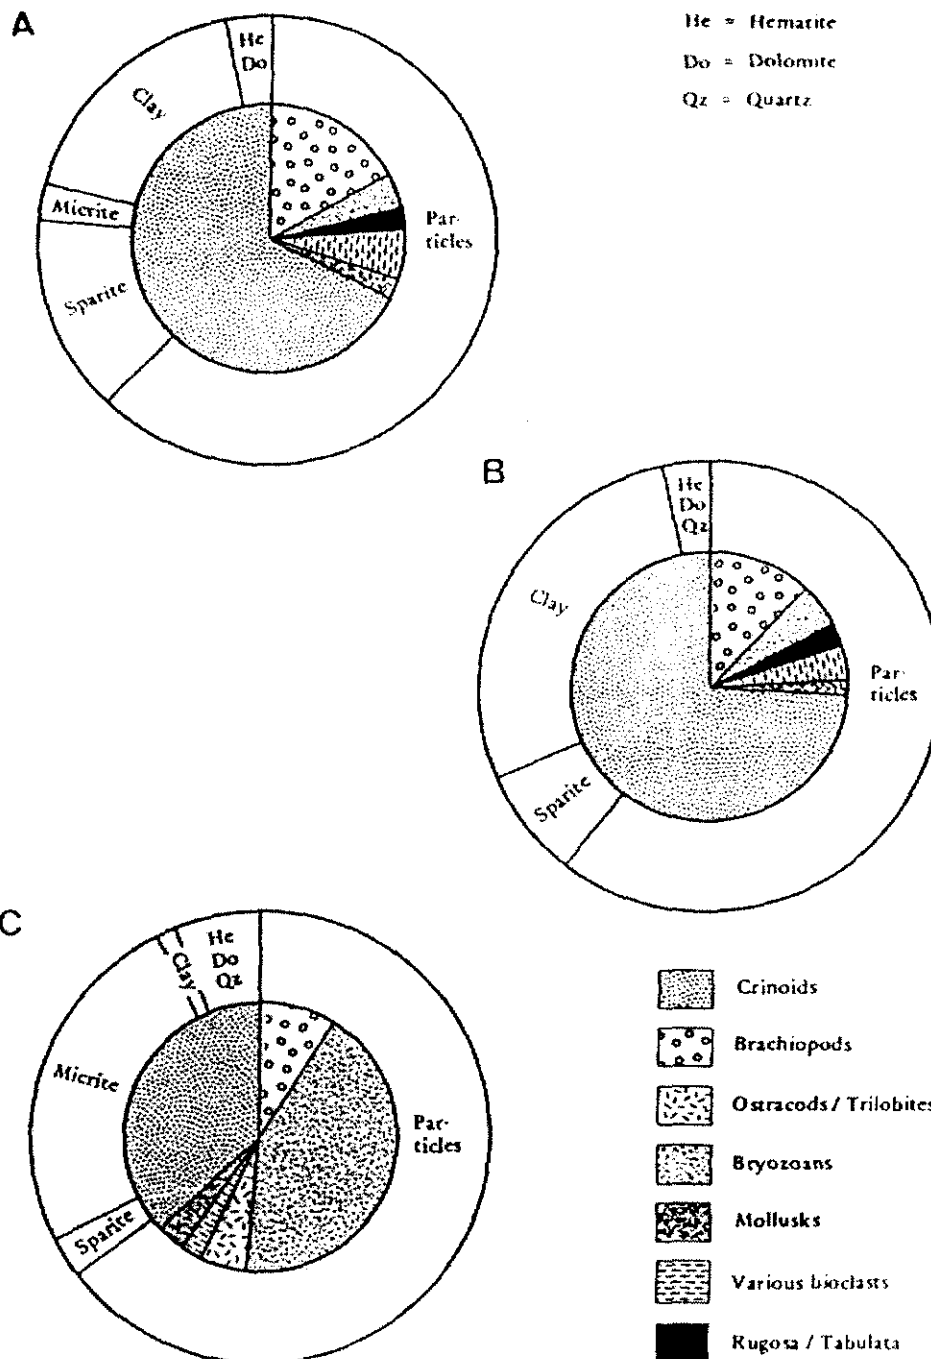 A
He = Hematite
Do = Dolomite
Qz = Quartz
He
Do
Clay
Micrite
Sparite
Par-
ticles
B
He
Do
Qz
Clay
Sparite
Par-
ticles
C
He
Do
Qz
Clay
Micrite
Sparite
Par-
ticles
Crinoids
Brachiopods
Ostracods / Trilobites
Bryozoans
Mollusks
Various bioclasts
Rugosa / Tabulata